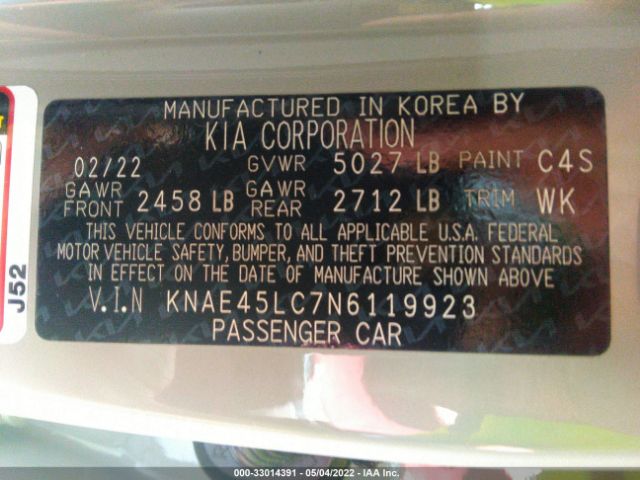 MANUFACTURED IN KOREA BY
KIA CORPORATION
02/22 GVWR 5027 LB PAINT C4S
GAWR FRONT 2458 LB GAWR REAR 2712 LB TRIM WK
THIS VEHICLE CONFORMS TO ALL APPLICABLE U.S.A. FEDERAL
MOTOR VEHICLE SAFETY, BUMPER, AND THEFT PREVENTION STANDARDS
IN EFFECT ON THE DATE OF MANUFACTURE SHOWN ABOVE
V.I.N KNAE45LC7N6119923
PASSENGER CAR
J52
000-33014391 - 05/04/2022 - IAA Inc.